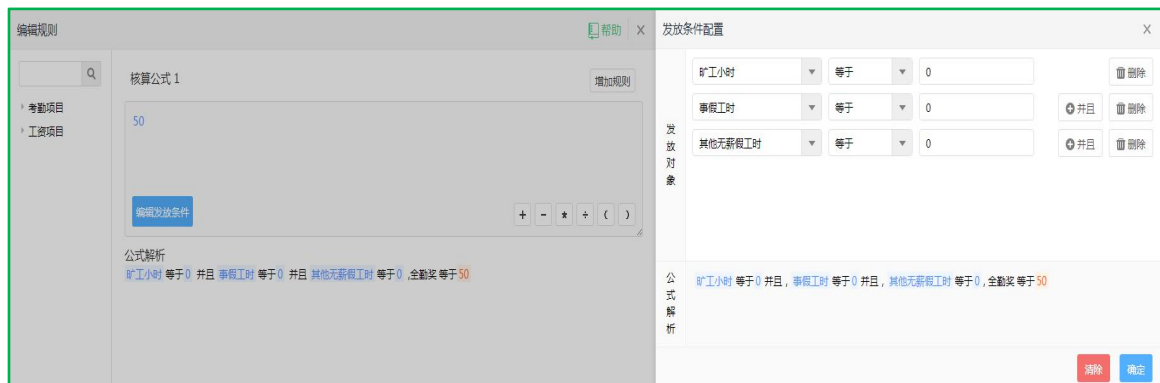 编辑规则
帮助 X
考勤项目
工资项目
核算公式 1
增加规则
50
编辑发放条件
+ - * ÷ ( )
公式解析
旷工小时 等于 0 并且 事假工时 等于 0 并且 其他无薪假工时 等于 0 ,全勤奖 等于 50
发放条件配置 X
发放对象
旷工小时 等于 0 删除
事假工时 等于 0 并且 删除
其他无薪假工时 等于 0 并且 删除
公式解析
旷工小时 等于 0 并且 , 事假工时 等于 0 并且 , 其他无薪假工时 等于 0 , 全勤奖 等于 50
清除 确定